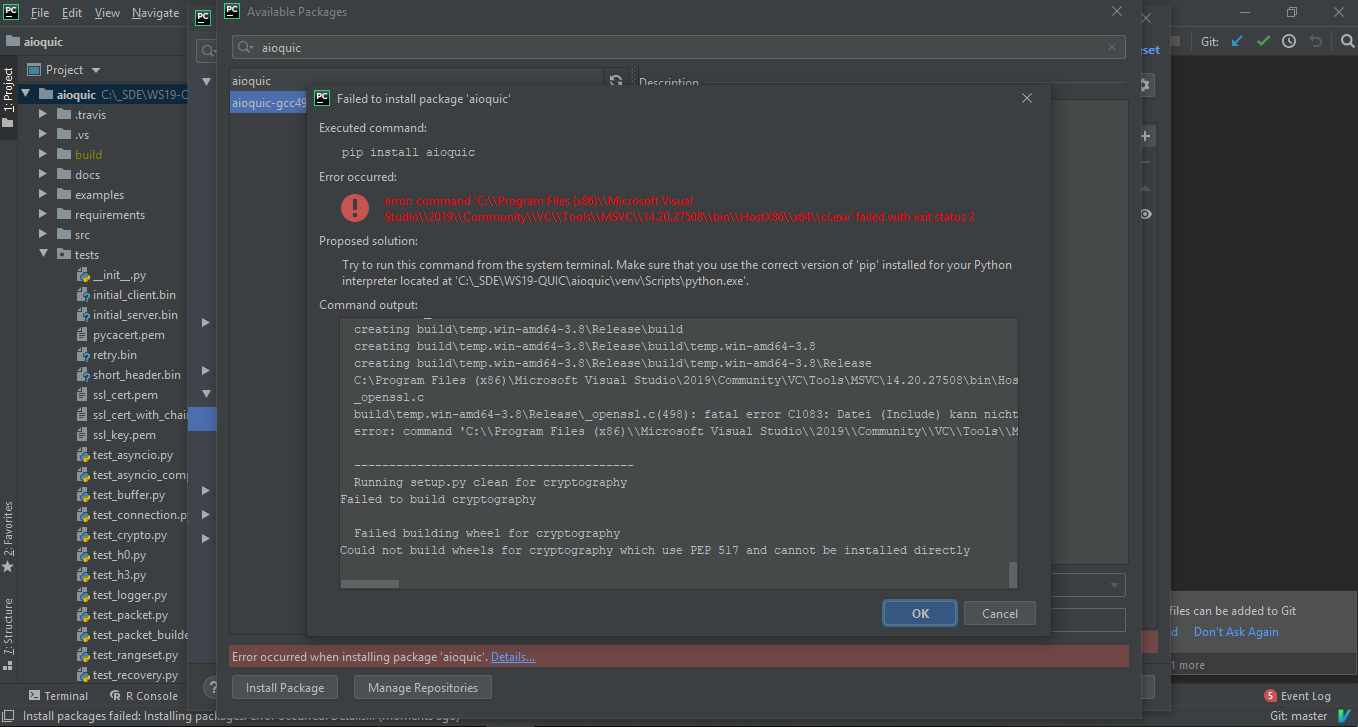 File Edit View Navigate
Available Packages
aioquic
Git:
Project
aioquic
aioquic
Description
aioquic-gcc49
eset
1: Project
aioquic C:\_SDE\WS19-Q
.travis
.vs
build
docs
examples
requirements
src
tests
__init__.py
initial_client.bin
initial_server.bin
pycacert.pem
retry.bin
short_header.bin
ssl_cert.pem
ssl_cert_with_chai
ssl_key.pem
test_asyncio.py
test_asyncio_comp
test_buffer.py
test_connection.py
test_crypto.py
test_h0.py
test_h3.py
test_logger.py
test_packet.py
test_packet_builde
test_rangeset.py
test_recovery.py
2: Favorites
7: Structure
Failed to install package 'aioquic'
Executed command:
pip install aioquic
Error occurred:
error: command 'C:\\Program Files (x86)\\Microsoft Visual
Studio\\2019\\Community\\VC\\Tools\\MSVC\\14.20.27508\\bin\\HostX86\\x64\\cl.exe' failed with exit status 2
Proposed solution:
Try to run this command from the system terminal. Make sure that you use the correct version of 'pip' installed for your Python
interpreter located at 'C:\_SDE\WS19-QUIC\aioquic\venv\Scripts\python.exe'.
Command output:
creating build\temp.win-amd64-3.8\Release\build
creating build\temp.win-amd64-3.8\Release\build\temp.win-amd64-3.8
creating build\temp.win-amd64-3.8\Release\build\temp.win-amd64-3.8\Release
C:\Program Files (x86)\Microsoft Visual Studio\2019\Community\VC\Tools\MSVC\14.20.27508\bin\Hos
_openssl.c
build\temp.win-amd64-3.8\Release\_openssl.c(498): fatal error C1083: Datei (Include) kann nicht
error: command 'C:\\Program Files (x86)\\Microsoft Visual Studio\\2019\\Community\\VC\\Tools\\M
----------------------------------------
Running setup.py clean for cryptography
Failed to build cryptography
Failed building wheel for cryptography
Could not build wheels for cryptography which use PEP 517 and cannot be installed directly
OK
Cancel
files can be added to Git
d Don't Ask Again
1 more
Error occurred when installing package 'aioquic'. Details...
Install Package
Manage Repositories
?
Terminal
R Console
5 Event Log
Install packages failed: Installing packages: error occurred. Details... (moments ago)
Git: master